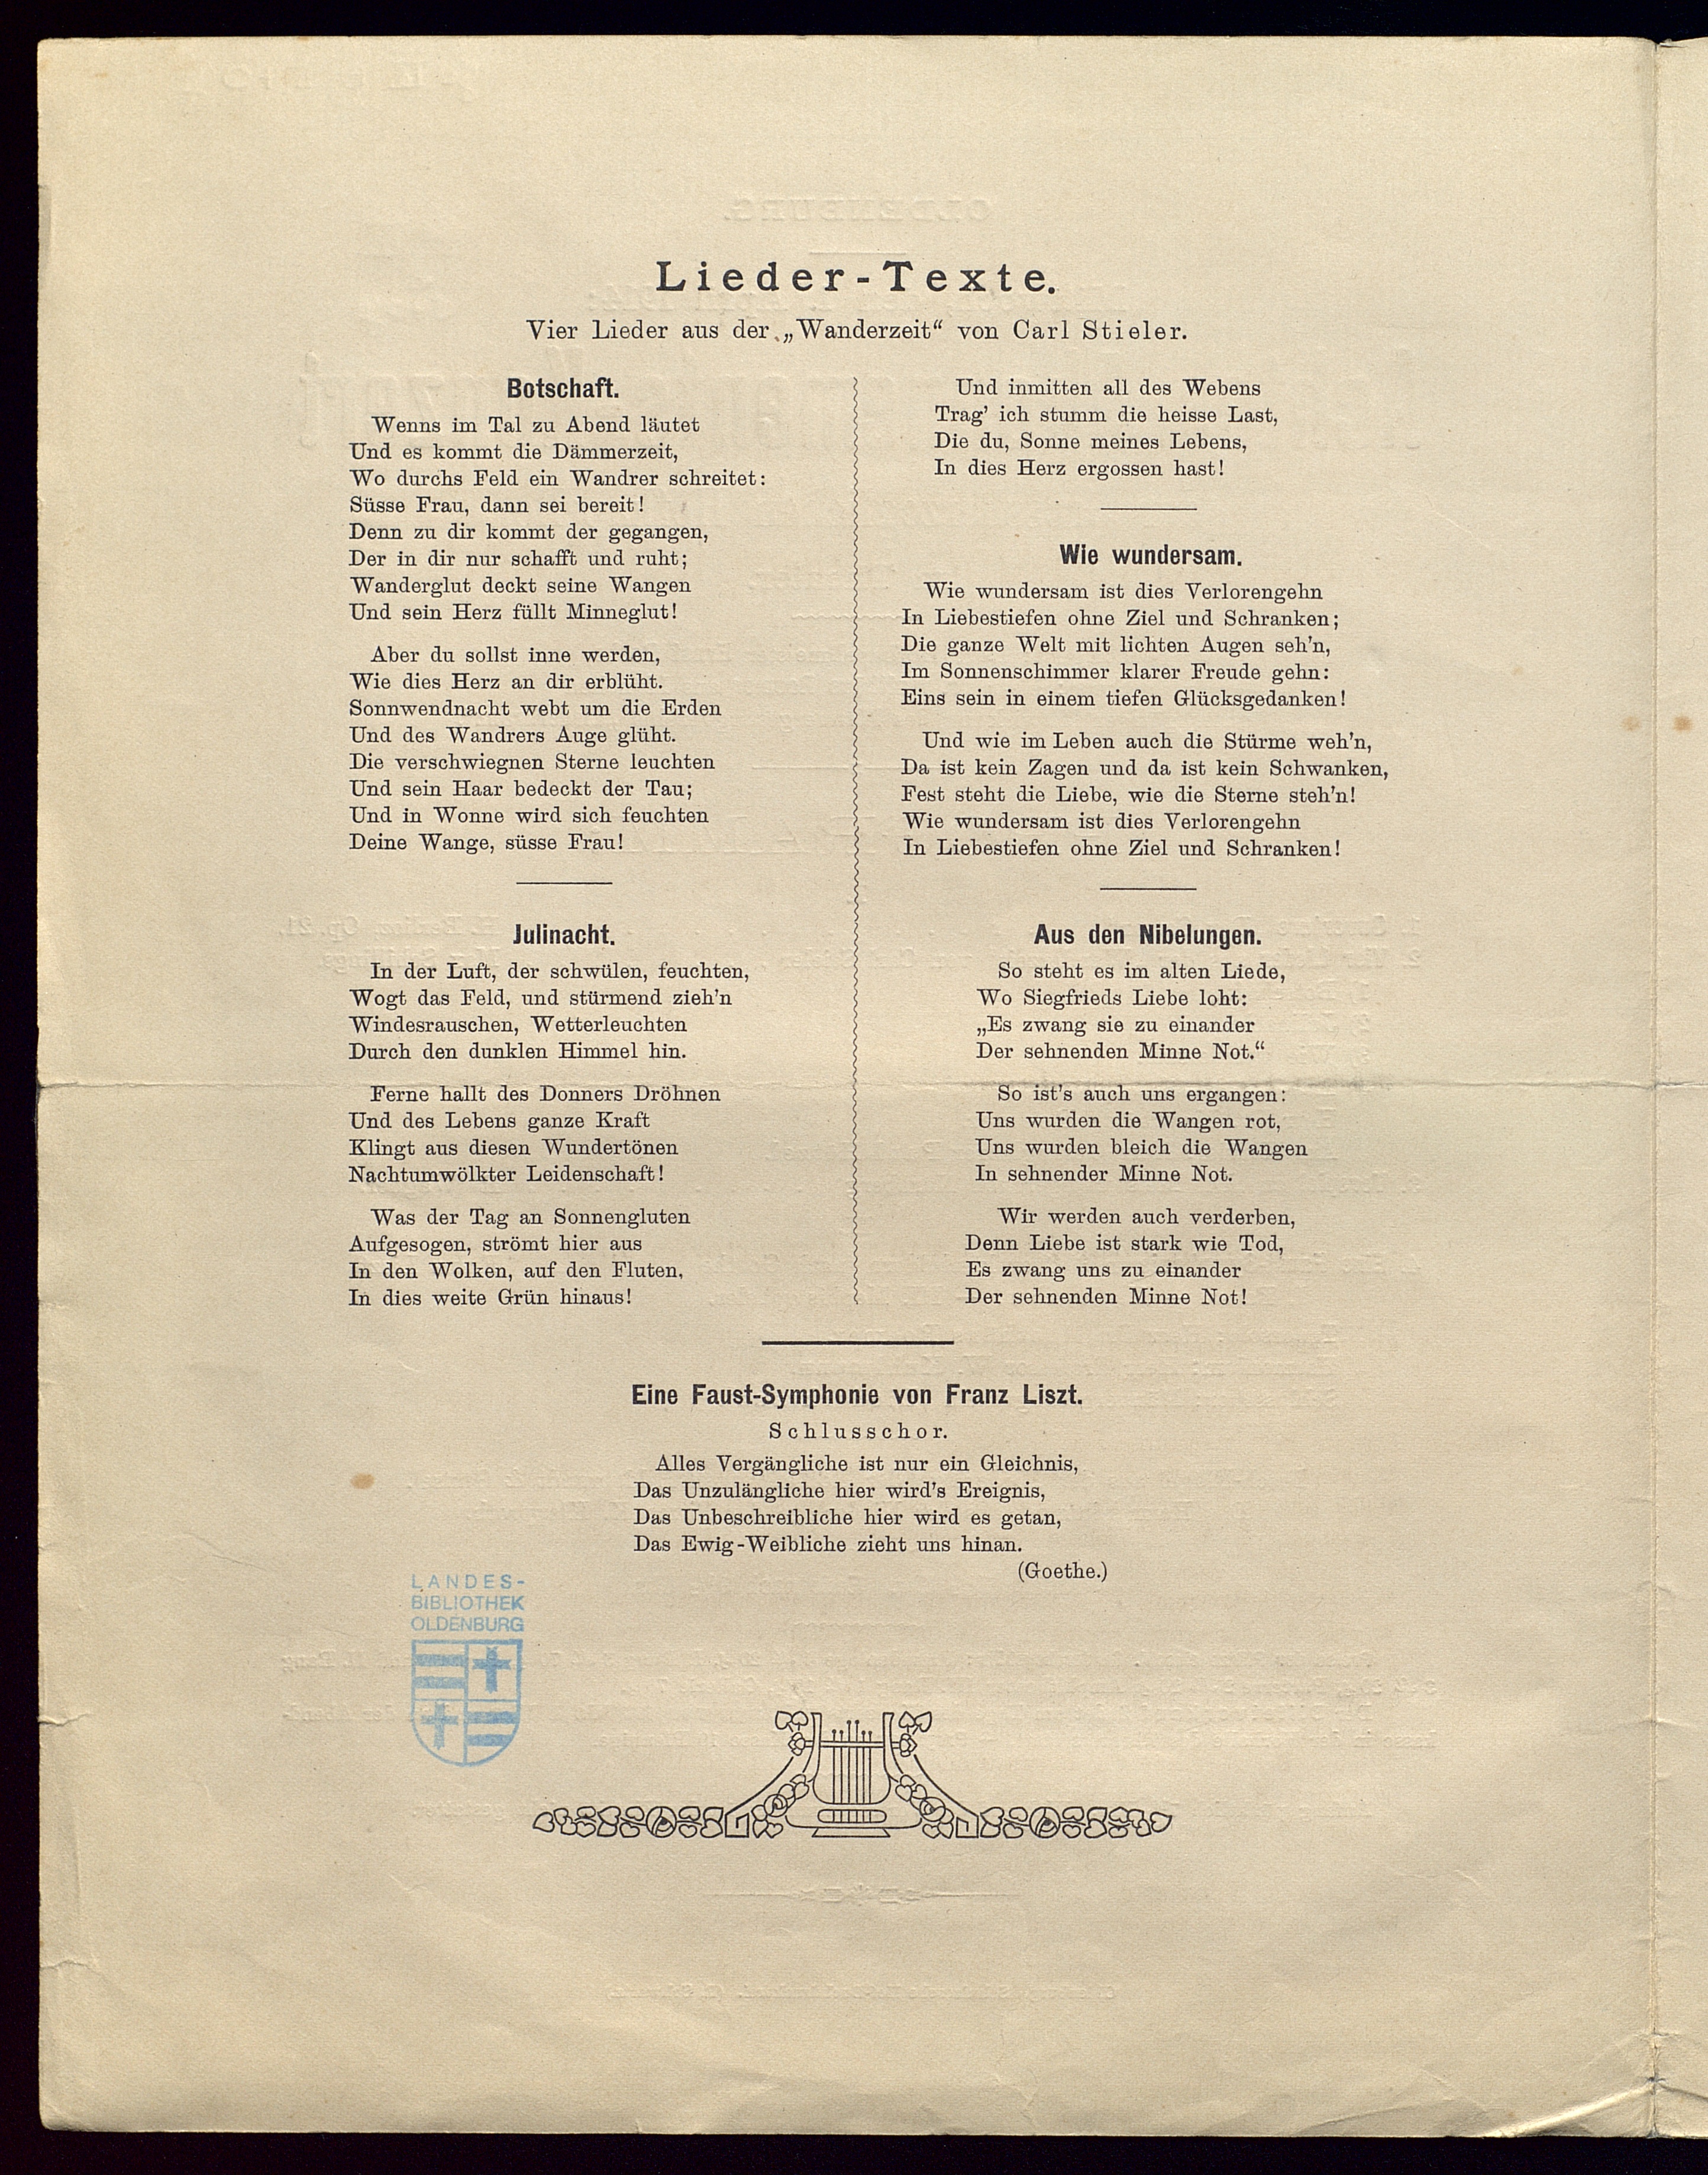 Lieder-Texte.
Vier Lieder aus der „Wanderzeit“ von Carl Stieler.
Botschaft.
Wenns im Tal zu Abend läutet
Und es kommt die Dämmerzeit,
Wo durchs Feld ein Wandrer schreitet:
Süsse Frau, dann sei bereit!
Denn zu dir kommt der gegangen,
Der in dir nur schafft und ruht;
Wanderglut deckt seine Wangen
Und sein Herz füllt Minneglut!
Aber du sollst inne werden,
Wie dies Herz an dir erblüht.
Sonnwendnacht webt um die Erden
Und des Wandrers Auge glüht.
Die verschwiegnen Sterne leuchten
Und sein Haar bedeckt der Tau;
Und in Wonne wird sich feuchten
Deine Wange, süsse Frau!
Julinacht.
In der Luft, der schwülen, feuchten,
Wogt das Feld, und stürmend zieh’n
Windesrauschen, Wetterleuchten
Durch den dunklen Himmel hin.
Ferne hallt des Donners Dröhnen
Und des Lebens ganze Kraft
Klingt aus diesen Wundertönen
Nachtumwölkter Leidenschaft!
Was der Tag an Sonnengluten
Aufgesogen, strömt hier aus
In den Wolken, auf den Fluten,
In dies weite Grün hinaus!
Und inmitten all des Webens
Trag’ ich stumm die heisse Last,
Die du, Sonne meines Lebens,
In dies Herz ergossen hast!
Wie wundersam.
Wie wundersam ist dies Verlorengehn
In Liebestiefen ohne Ziel und Schranken;
Die ganze Welt mit lichten Augen seh’n,
Im Sonnenschimmer klarer Freude gehn:
Eins sein in einem tiefen Glücksgedanken!
Und wie im Leben auch die Stürme weh’n,
Da ist kein Zagen und da ist kein Schwanken,
Fest steht die Liebe, wie die Sterne steh’n!
Wie wundersam ist dies Verlorengehn
In Liebestiefen ohne Ziel und Schranken!
Aus den Nibelungen.
So steht es im alten Liede,
Wo Siegfrieds Liebe loht:
„Es zwang sie zu einander
Der sehnenden Minne Not.“
So ist’s auch uns ergangen:
Uns wurden die Wangen rot,
Uns wurden bleich die Wangen
In sehnender Minne Not.
Wir werden auch verderben,
Denn Liebe ist stark wie Tod,
Es zwang uns zu einander
Der sehnenden Minne Not!
Eine Faust-Symphonie von Franz Liszt.
Schlusschor.
Alles Vergängliche ist nur ein Gleichnis,
Das Unzulängliche hier wird’s Ereignis,
Das Unbeschreibliche hier wird es getan,
Das Ewig-Weibliche zieht uns hinan.
(Goethe.)
LANDES-
BIBLIOTHEK
OLDENBURG